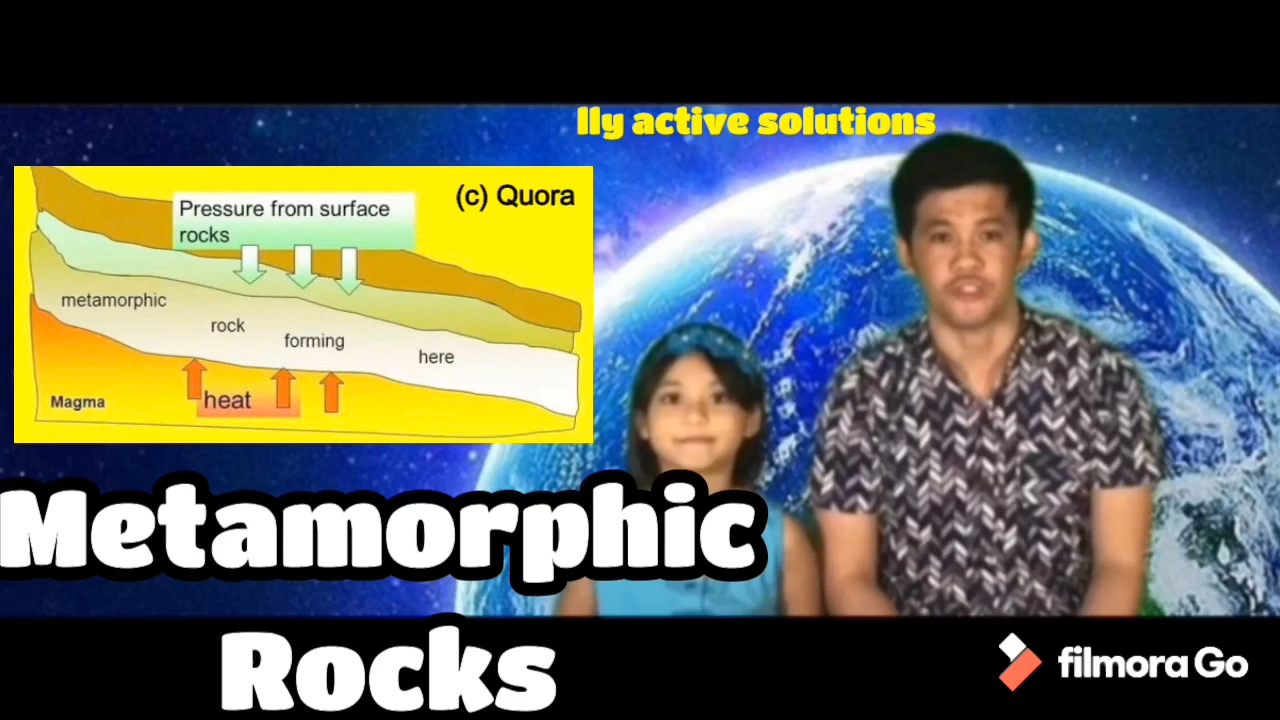 lly active solutions
(c) Quora
Pressure from surface
rocks
metamorphic
rock
forming
here
heat
Magma
Metamorphic
Rocks
filmora Go